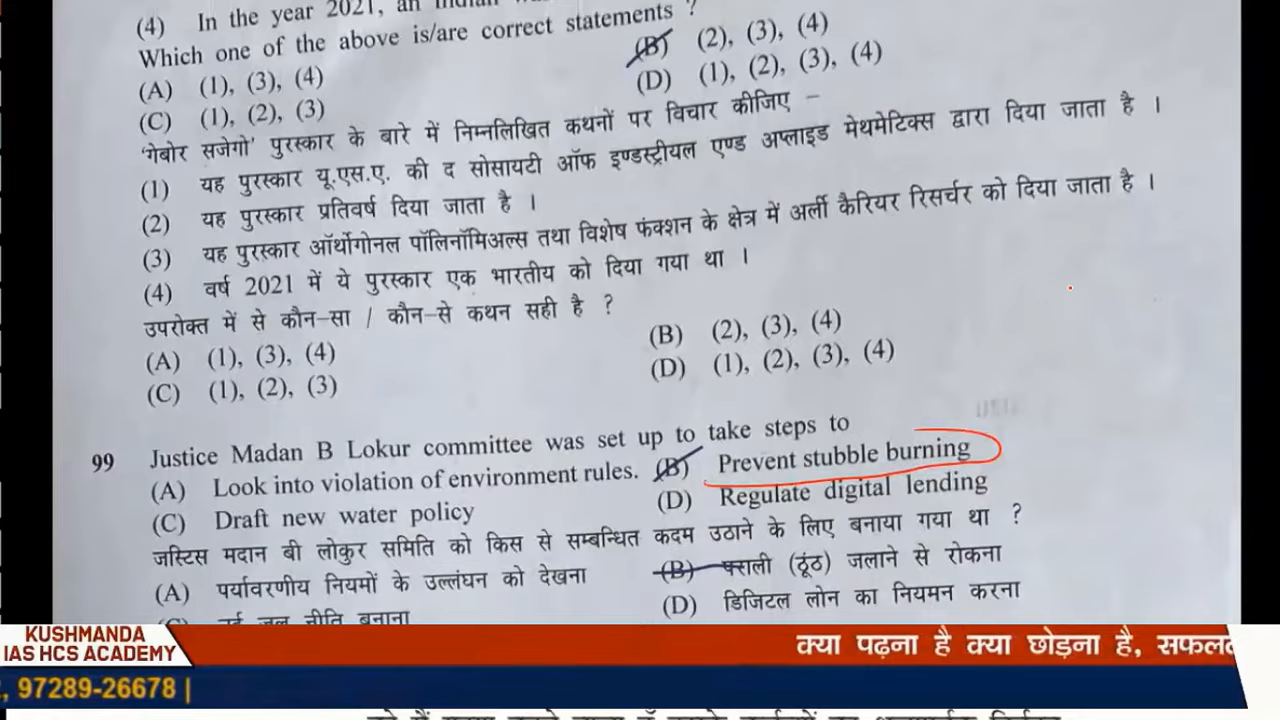 (4) In the year 2021, an Indian
Which one of the above is/are correct statements ?
(A) (1), (3), (4) (B) (2), (3), (4)
(C) (1), (2), (3) (D) (1), (2), (3), (4)
'गेबोर सजेगो' पुरस्कार के बारे में निम्नलिखित कथनों पर विचार कीजिए –
(1) यह पुरस्कार यू.एस.ए. की द सोसायटी ऑफ इण्डस्ट्रीयल एण्ड अप्लाइड मेथमेटिक्स द्वारा दिया जाता है ।
(2) यह पुरस्कार प्रतिवर्ष दिया जाता है ।
(3) यह पुरस्कार ऑर्थोगोनल पॉलिनॉमिअल्स तथा विशेष फंक्शन के क्षेत्र में अर्ली कैरियर रिसर्चर को दिया जाता है ।
(4) वर्ष 2021 में ये पुरस्कार एक भारतीय को दिया गया था ।
उपरोक्त में से कौन-सा / कौन-से कथन सही है ?
(A) (1), (3), (4) (B) (2), (3), (4)
(C) (1), (2), (3) (D) (1), (2), (3), (4)
99 Justice Madan B Lokur committee was set up to take steps to
(A) Look into violation of environment rules. (B) Prevent stubble burning
(C) Draft new water policy (D) Regulate digital lending
जस्टिस मदान बी लोकुर समिति को किस से सम्बन्धित कदम उठाने के लिए बनाया गया था ?
(A) पर्यावरणीय नियमों के उल्लंघन को देखना (B) पराली (ठूंठ) जलाने से रोकना
(C) नई जल नीति बनाना (D) डिजिटल लोन का नियमन करना
KUSHMANDA
IAS HCS ACADEMY
क्या पढ़ना है क्या छोड़ना है,
97289-26678 |